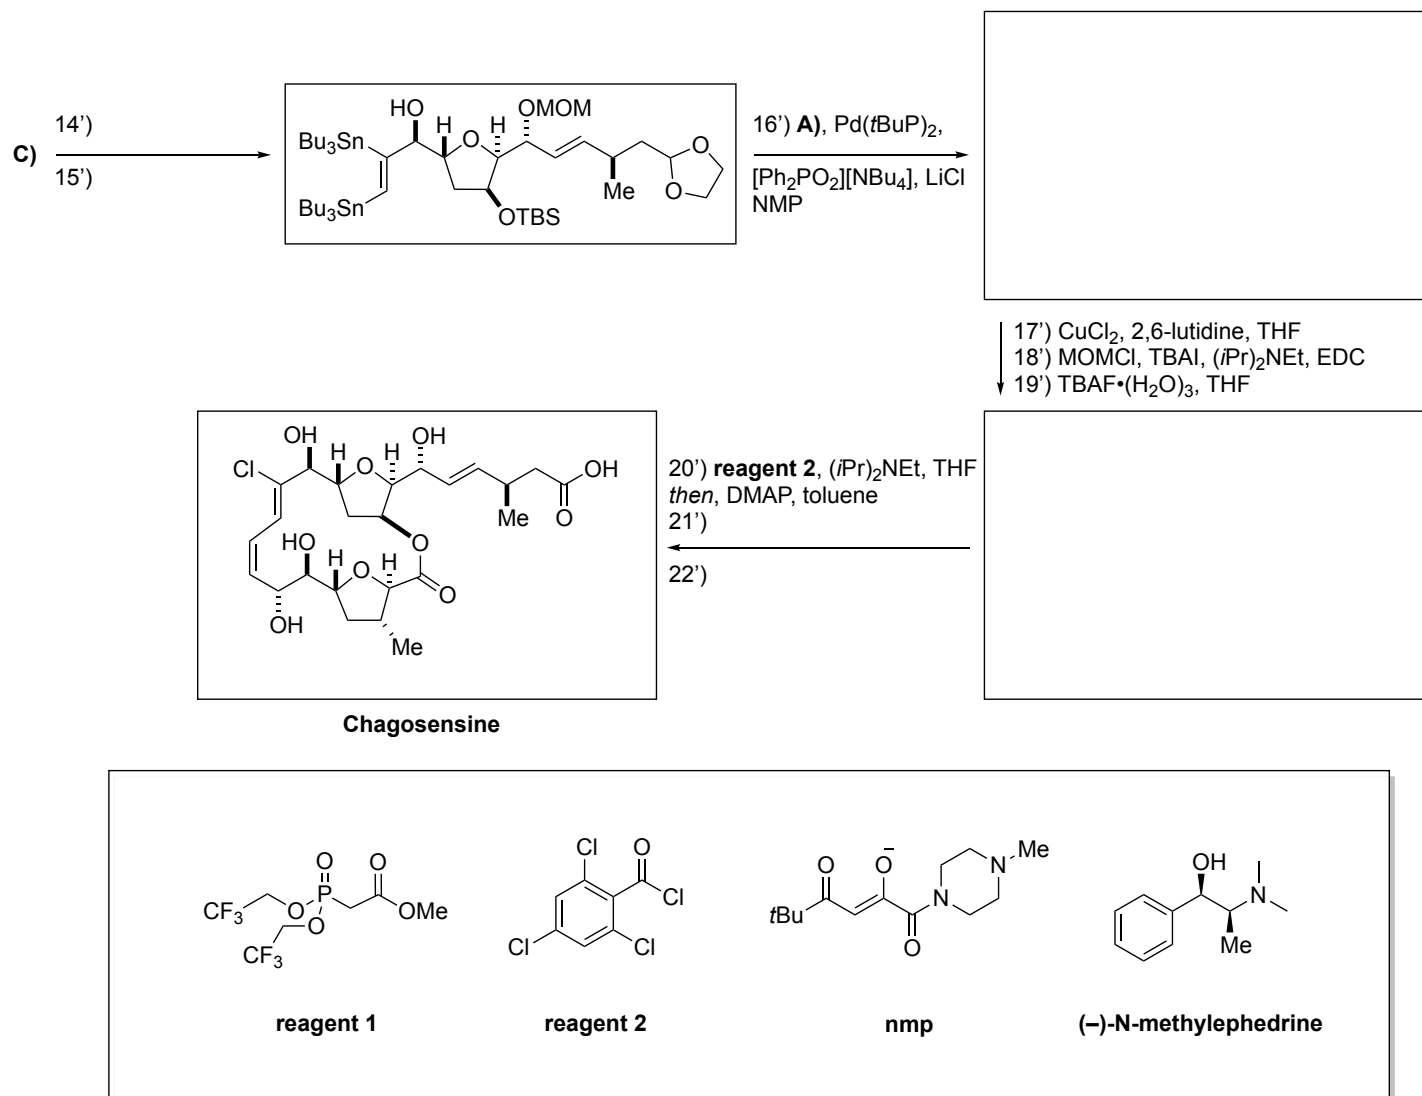 C)
14')
15')
HO
H
H
OMOM
Bu3Sn
O
O
O
Me
Bu3Sn
OTBS
16') A), Pd(tBuP)2,
[Ph2PO2][NBu4], LiCl
NMP
17') CuCl2, 2,6-lutidine, THF
18') MOMCl, TBAI, (iPr)2NEt, EDC
19') TBAF•(H2O)3, THF
OH
H
H
OH
Cl
O
OH
O
Me
HO
H
O
H
O
O
OH
Me
20') reagent 2, (iPr)2NEt, THF
then, DMAP, toluene
21')
22')
Chagosensine
O
O
P
O
O
OMe
CF3
CF3
reagent 1
Cl
O
Cl
Cl
Cl
reagent 2
O
O–
tBu
N
N
Me
O
nmp
OH
N
Me
(–)-N-methylephedrine